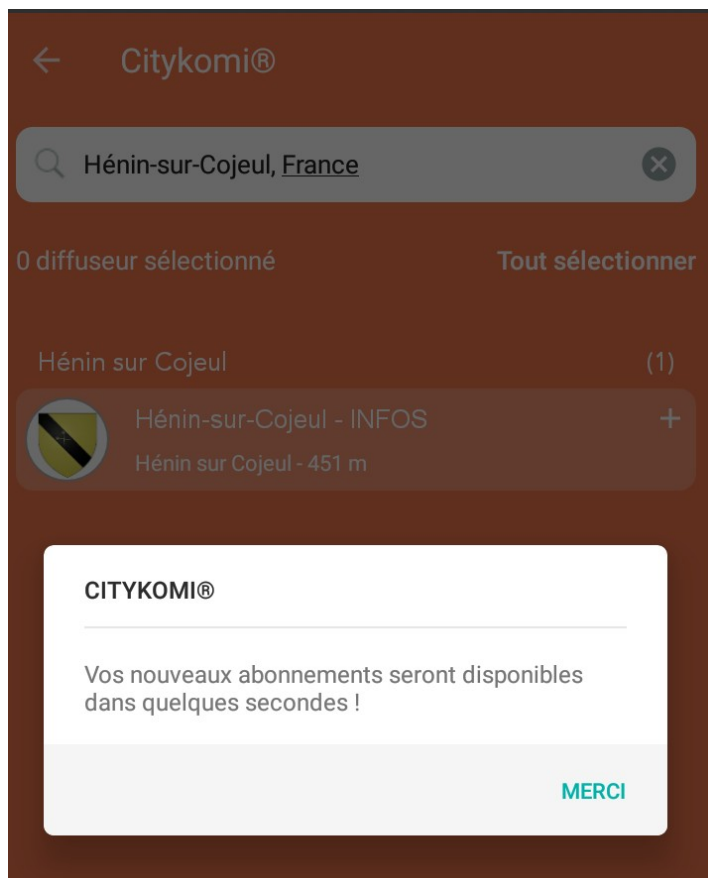 Citykomi®
Hénin-sur-Cojeul, France
0 diffuseur sélectionné Tout sélectionner
Hénin sur Cojeul (1)
Hénin-sur-Cojeul - INFOS +
Hénin sur Cojeul - 451 m
CITYKOMI®
Vos nouveaux abonnements seront disponibles
dans quelques secondes !
MERCI